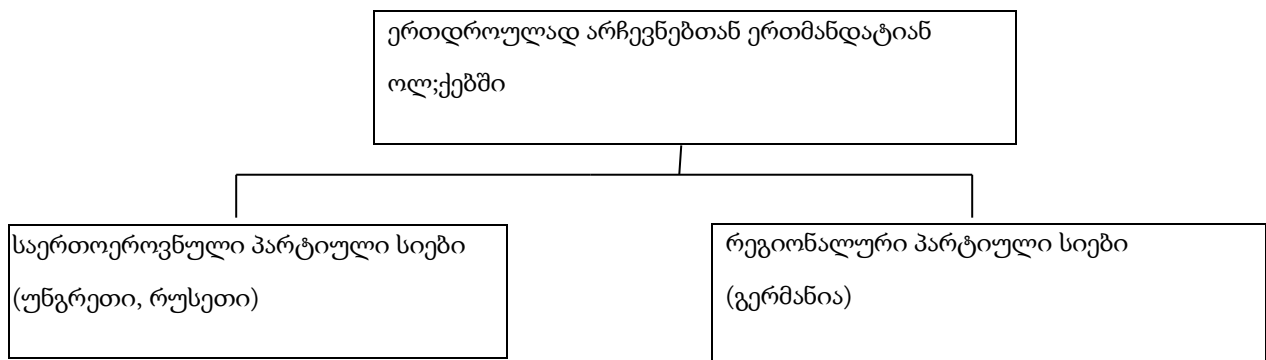 ერთდროულად არჩევნებთან ერთმანდატიან
ოლ;ქებში
საერთოეროვნული პარტიული სიები
(უნგრეთი, რუსეთი)
რეგიონალური პარტიული სიები
(გერმანია)